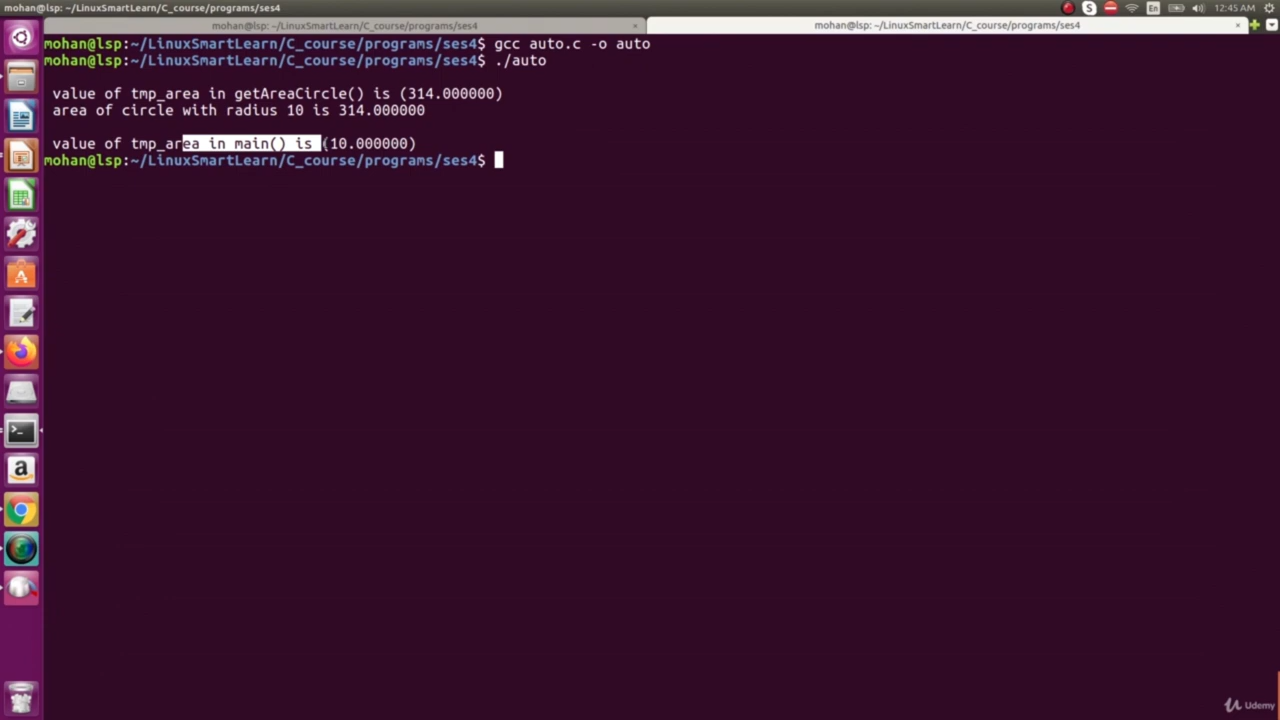 mohan@lsp: ~/LinuxSmartLearn/C_course/programs/ses4
S
En
12:45 AM
mohan@lsp: ~/LinuxSmartLearn/C_course/programs/ses4
×
mohan@lsp: ~/LinuxSmartLearn/C_course/programs/ses4
×
mohan@lsp:~/LinuxSmartLearn/C_course/programs/ses4$ gcc auto.c -o auto
mohan@lsp:~/LinuxSmartLearn/C_course/programs/ses4$ ./auto
value of tmp_area in getAreaCircle() is (314.000000)
area of circle with radius 10 is 314.000000
value of tmp_area in main() is (10.000000)
mohan@lsp:~/LinuxSmartLearn/C_course/programs/ses4$
>_
a
Udemy